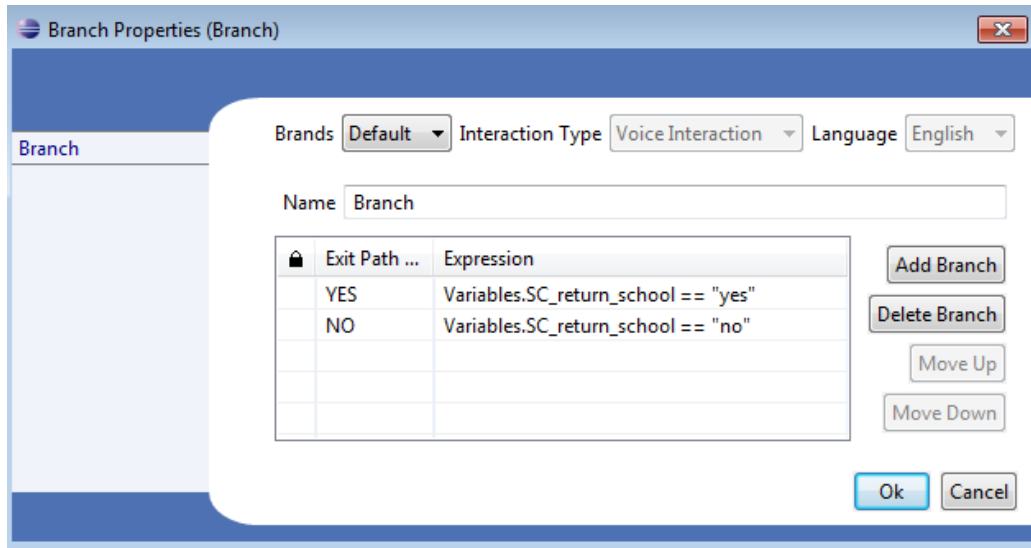 Branch Properties (Branch)
Branch
Brands Default Interaction Type Voice Interaction Language English
Name Branch
Exit Path ... Expression
YES Variables.SC_return_school == "yes"
NO Variables.SC_return_school == "no"
Add Branch
Delete Branch
Move Up
Move Down
Ok Cancel